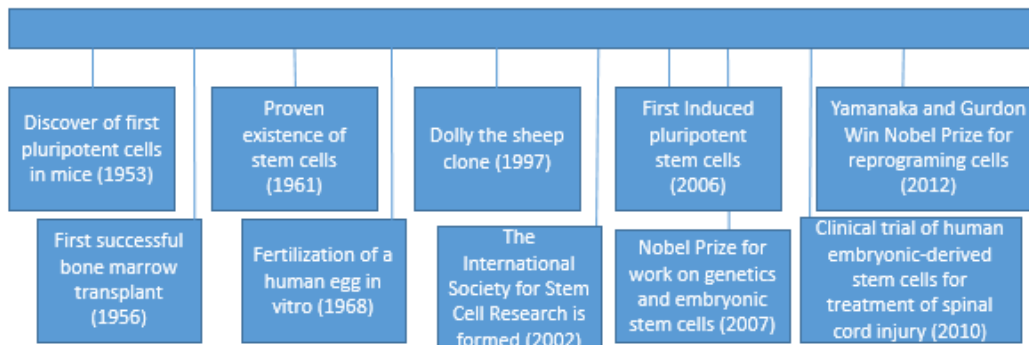 Discover of first
pluripotent cells
in mice (1953)
First successful
bone marrow
transplant
(1956)
Proven
existence of
stem cells
(1961)
Fertilization of a
human egg in
vitro (1968)
Dolly the sheep
clone (1997)
The
International
Society for Stem
Cell Research is
formed (2002)
First Induced
pluripotent
stem cells
(2006)
Nobel Prize for
work on genetics
and embryonic
stem cells (2007)
Clinical trial of human
embryonic-derived
stem cells for
treatment of spinal
cord injury (2010)
Yamanaka and Gurdon
Win Nobel Prize for
reprograming cells
(2012)